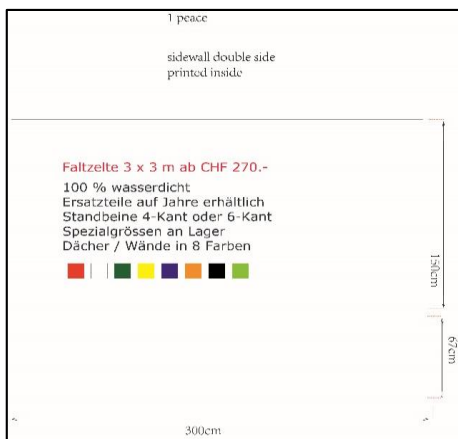 1 peace
sidewall double side
printed inside
Faltzelte 3 x 3 m ab CHF 270.-
100 % wasserdicht
Ersatzteile auf Jahre erhältlich
Standbeine 4-Kant oder 6-Kant
Spezialgrössen an Lager
Dächer / Wände in 8 Farben
150cm
67cm
300cm